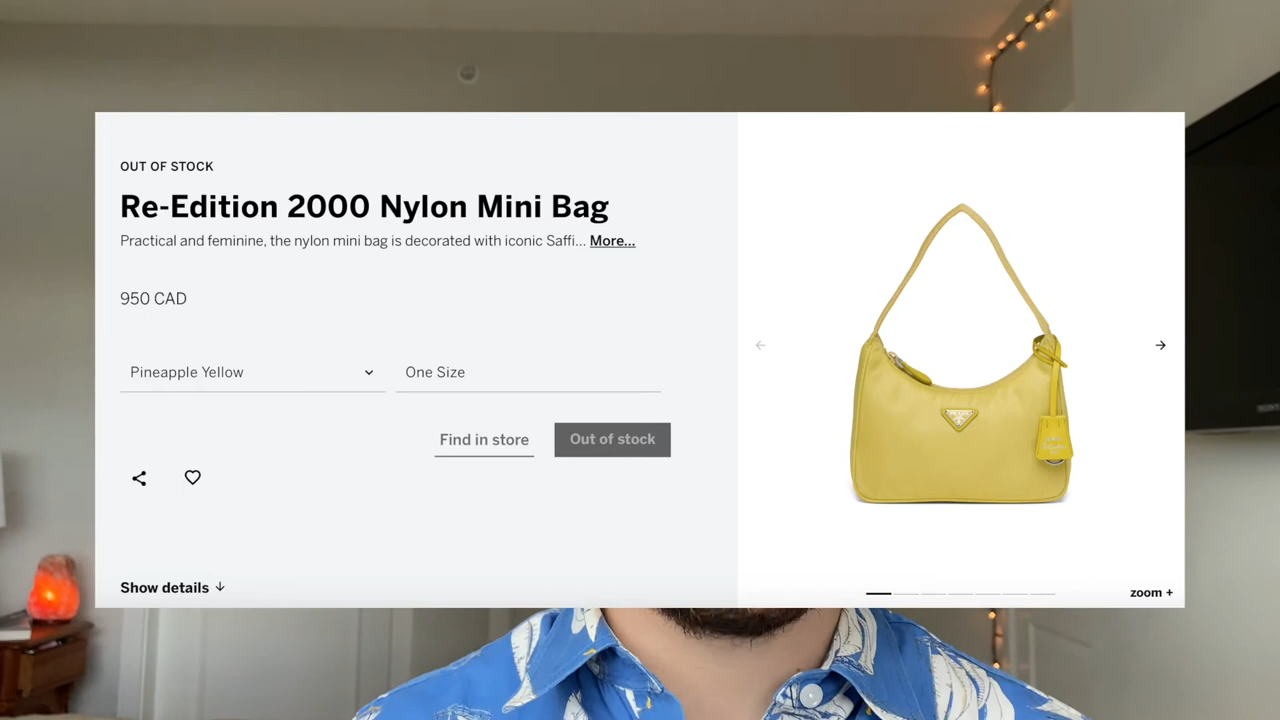 OUT OF STOCK
Re-Edition 2000 Nylon Mini Bag
Practical and feminine, the nylon mini bag is decorated with iconic Saffi... More...
950 CAD
Pineapple Yellow
One Size
Find in store
Out of stock
Show details
PRADA
zoom +